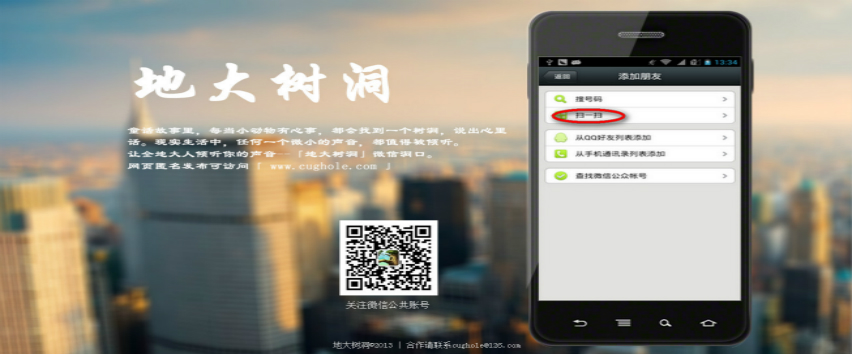 地大树洞
童话故事里，每当小动物有心事，都会找到一个树洞，说出心里
话。现实生活中，任何一个微小的声音，都值得被倾听。
让全地大人倾听你的声音—「地大树洞」微信洞口。
网页匿名发布可访问「 www.cughole.com 」
关注微信公共账号
地大树洞©2013 | 合作请联系cughole@126.com
13:34
返回
添加朋友
搜号码
扫一扫
从QQ好友列表添加
从手机通讯录列表添加
查找微信公众帐号